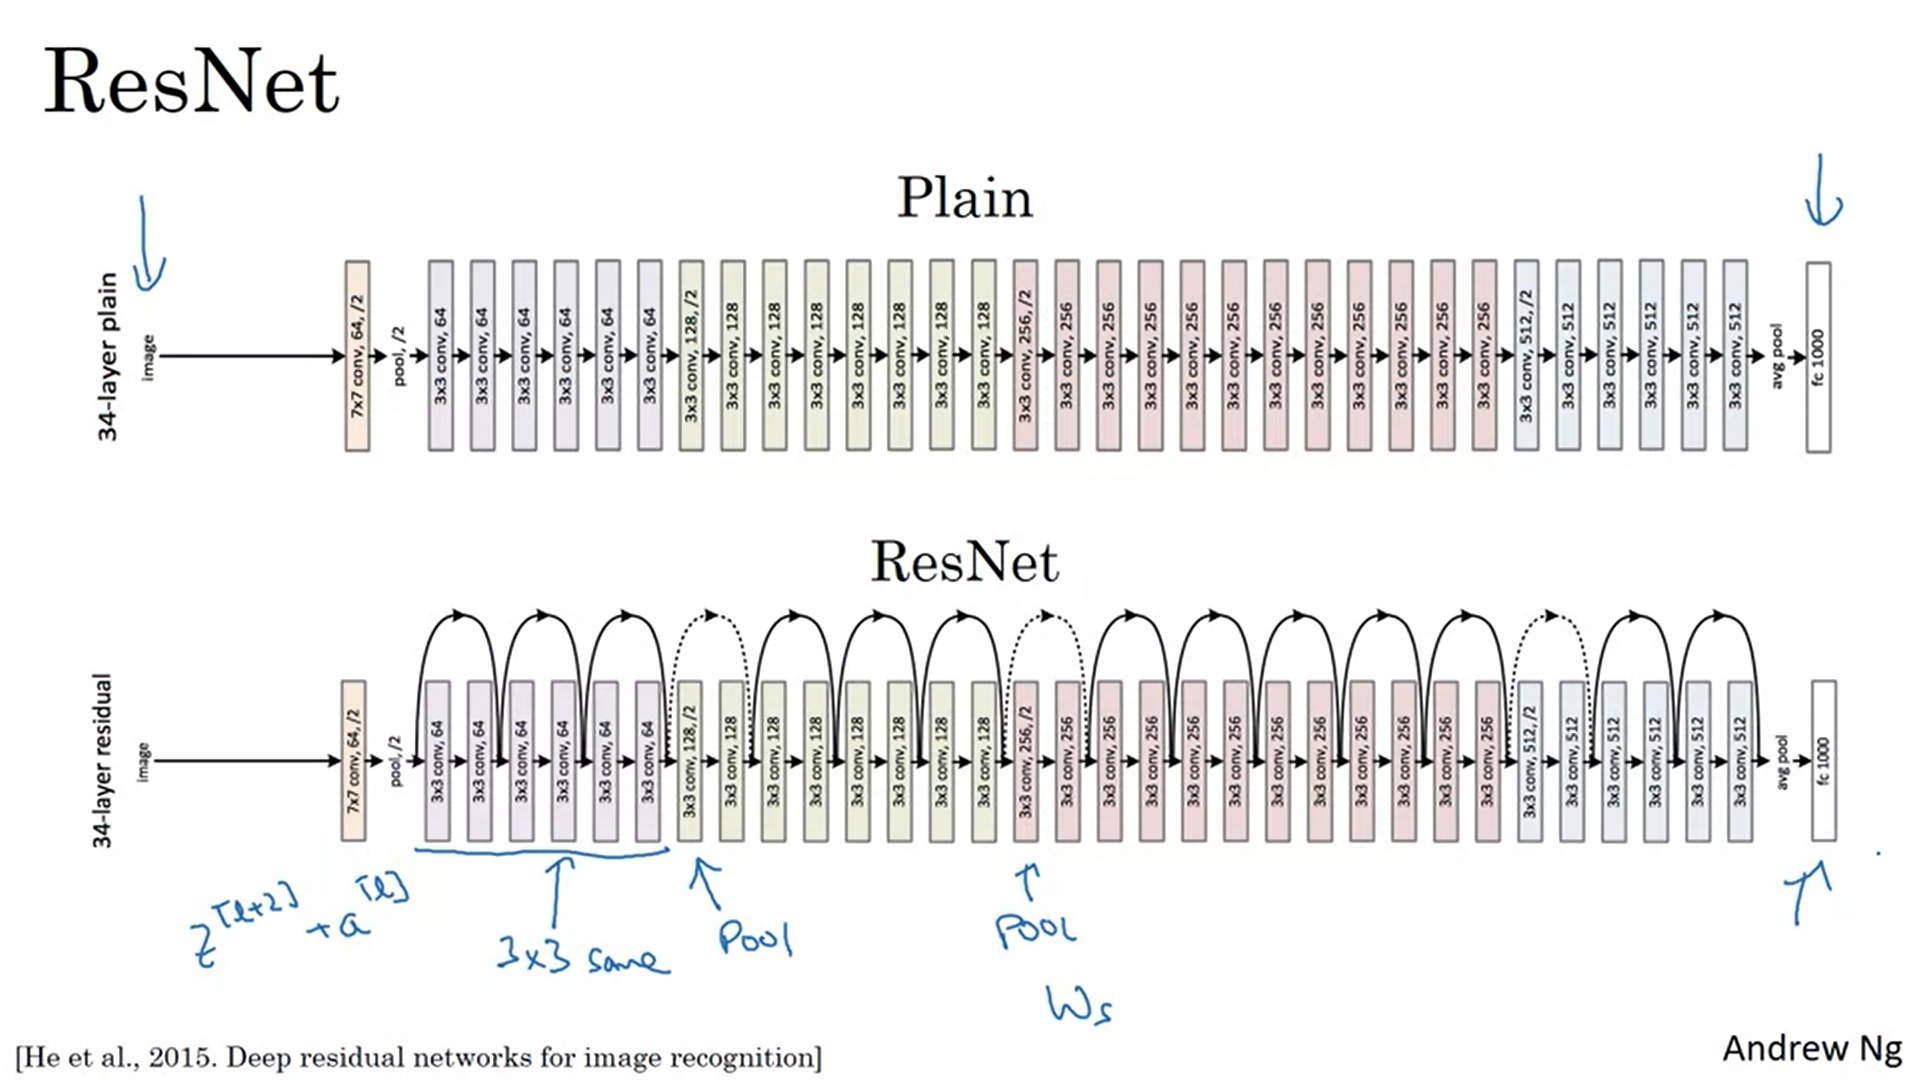 ResNet
Plain
34-layer plain
image
7x7 conv, 64, /2
pool, /2
3x3 conv, 64
3x3 conv, 64
3x3 conv, 64
3x3 conv, 64
3x3 conv, 64
3x3 conv, 64
3x3 conv, 128, /2
3x3 conv, 128
3x3 conv, 128
3x3 conv, 128
3x3 conv, 128
3x3 conv, 128
3x3 conv, 128
3x3 conv, 128
3x3 conv, 256, /2
3x3 conv, 256
3x3 conv, 256
3x3 conv, 256
3x3 conv, 256
3x3 conv, 256
3x3 conv, 256
3x3 conv, 256
3x3 conv, 256
3x3 conv, 256
3x3 conv, 256
3x3 conv, 256
3x3 conv, 512, /2
3x3 conv, 512
3x3 conv, 512
3x3 conv, 512
3x3 conv, 512
3x3 conv, 512
avg pool
fc 1000
ResNet
34-layer residual
image
7x7 conv, 64, /2
pool, /2
3x3 conv, 64
3x3 conv, 64
3x3 conv, 64
3x3 conv, 64
3x3 conv, 64
3x3 conv, 64
3x3 conv, 128, /2
3x3 conv, 128
3x3 conv, 128
3x3 conv, 128
3x3 conv, 128
3x3 conv, 128
3x3 conv, 128
3x3 conv, 128
3x3 conv, 256, /2
3x3 conv, 256
3x3 conv, 256
3x3 conv, 256
3x3 conv, 256
3x3 conv, 256
3x3 conv, 256
3x3 conv, 256
3x3 conv, 256
3x3 conv, 256
3x3 conv, 256
3x3 conv, 256
3x3 conv, 512, /2
3x3 conv, 512
3x3 conv, 512
3x3 conv, 512
3x3 conv, 512
3x3 conv, 512
avg pool
fc 1000
z[l+2] + a[l]
3x3 same
Pool
Pool
Ws
[He et al., 2015. Deep residual networks for image recognition]
Andrew Ng